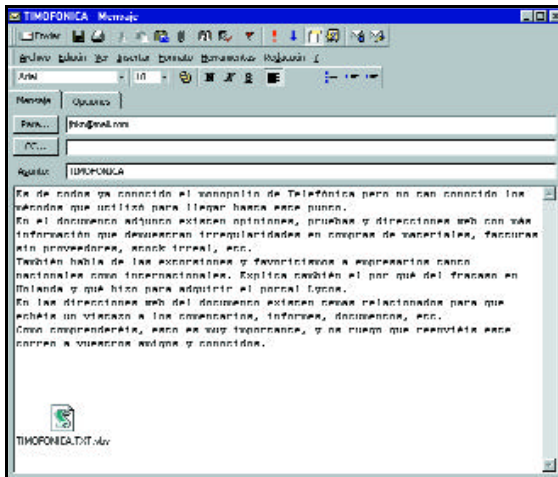 TIMOFONICA - Mensaje
Enviar
Archivo Edición Ver Insertar Formato Herramientas Redacción ?
Arial 10 N K S
Mensaje Opciones
Para...
CC...
Asunto: TIMOFONICA
Es de todos ya conocido el monopolio de Telefónica pero no tan conocido los
métodos que utilizó para llegar hasta este punto.
En el documento adjunto existen opiniones, pruebas y direcciones web con más
información que demuestran irregularidades en compras de materiales, facturas
sin proveedores, stock irreal, etc.
También habla de las excursiones y favoritismos a empresarios tanto
nacionales como internacionales. Explica también el por qué del fracaso en
Holanda y qué hizo para adquirir el portal Lycos.
En las direcciones web del documento existen temas relacionados para que
echéis un vistazo a los comentarios, informes, documentos, etc.
Como comprenderéis, esto es muy importante, y os ruego que reenviéis este
correo a vuestros amigos y conocidos.
TIMOFONICA.TXT.vbs